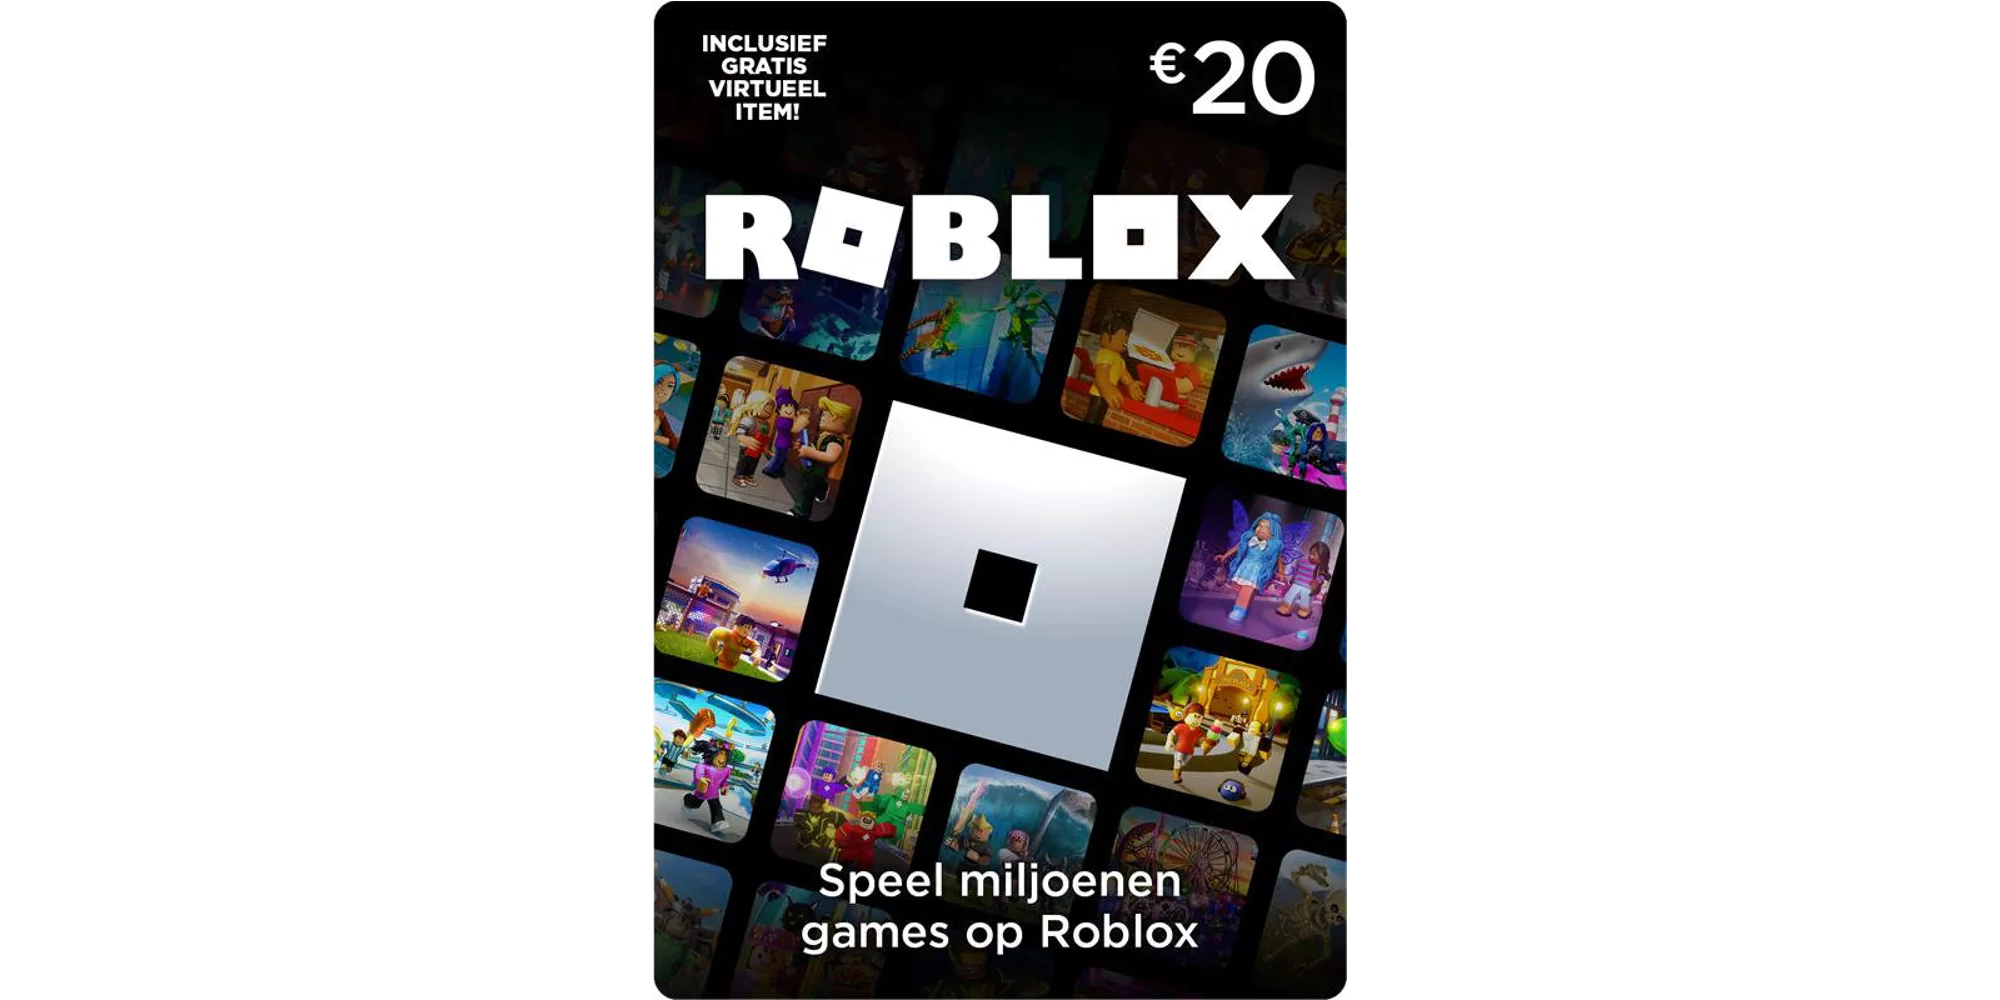 INCLUSIEF
GRATIS
VIRTUEEL
ITEM!
€20
ROBLOX
Speel miljoenen
games op Roblox